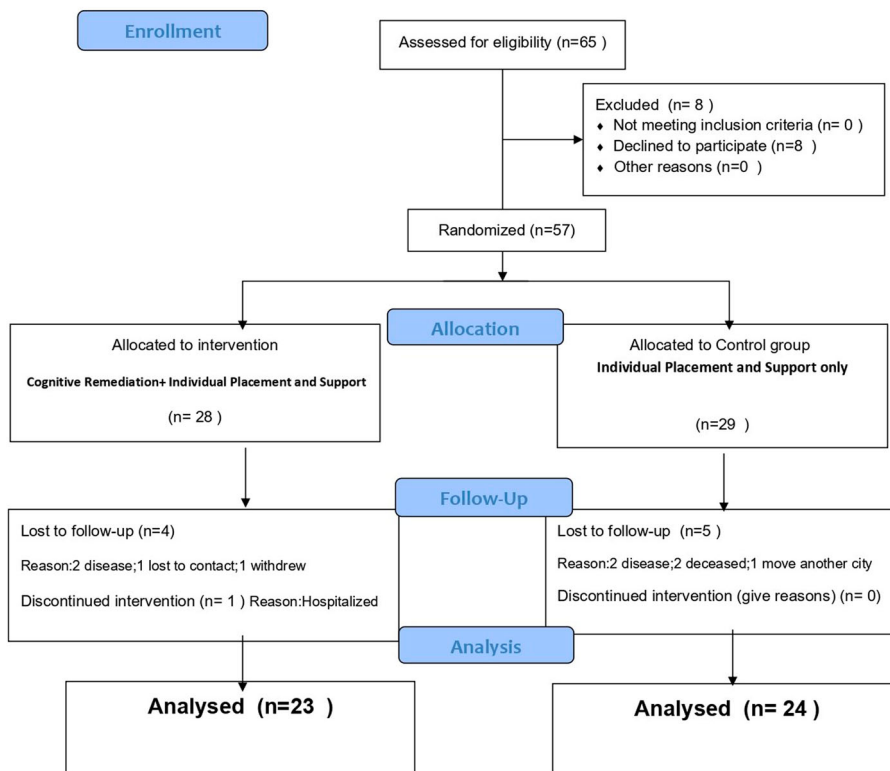 Enrollment
Assessed for eligibility (n=65 )
Excluded (n= 8 )
♦ Not meeting inclusion criteria (n= 0 )
♦ Declined to participate (n=8 )
♦ Other reasons (n=0 )
Randomized (n=57)
Allocation
Allocated to intervention
Cognitive Remediation+ Individual Placement and Support
(n= 28 )
Allocated to Control group
Individual Placement and Support only
(n=29 )
Follow-Up
Lost to follow-up (n=4)
Reason:2 disease;1 lost to contact;1 withdrew
Discontinued intervention (n= 1 ) Reason:Hospitalized
Lost to follow-up (n=5 )
Reason:2 disease;2 deceased;1 move another city
Discontinued intervention (give reasons) (n= 0)
Analysis
Analysed (n=23 )
Analysed (n= 24 )